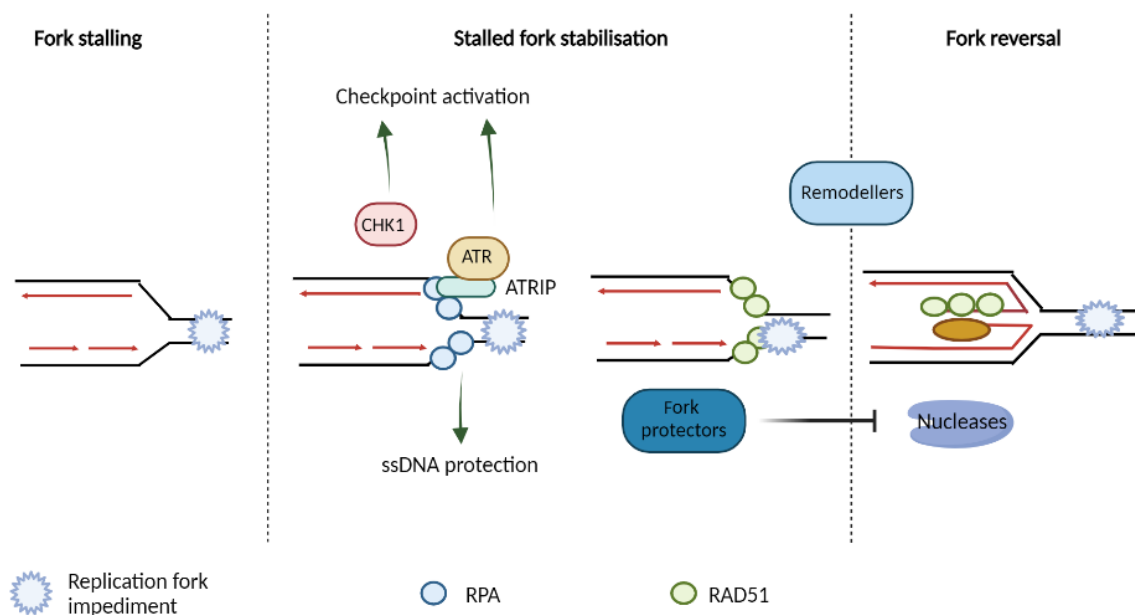 Fork stalling
Stalled fork stabilisation
Fork reversal
Checkpoint activation
Remodellers
CHK1
ATR
ATRIP
Fork
protectors
Nucleases
ssDNA protection
Replication fork
impediment
RPA
RAD51